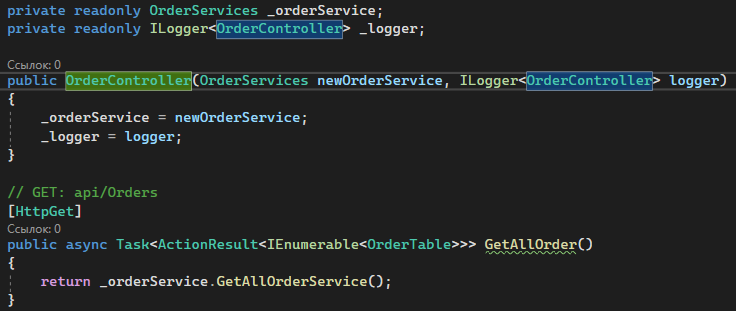 private readonly OrderServices _orderService;
private readonly ILogger<OrderController> _logger;
Ссылок: 0
public OrderController(OrderServices newOrderService, ILogger<OrderController> logger)
{
    _orderService = newOrderService;
    _logger = logger;
}
// GET: api/Orders
[HttpGet]
Ссылок: 0
public async Task<ActionResult<IEnumerable<OrderTable>>> GetAllOrder()
{
    return _orderService.GetAllOrderService();
}